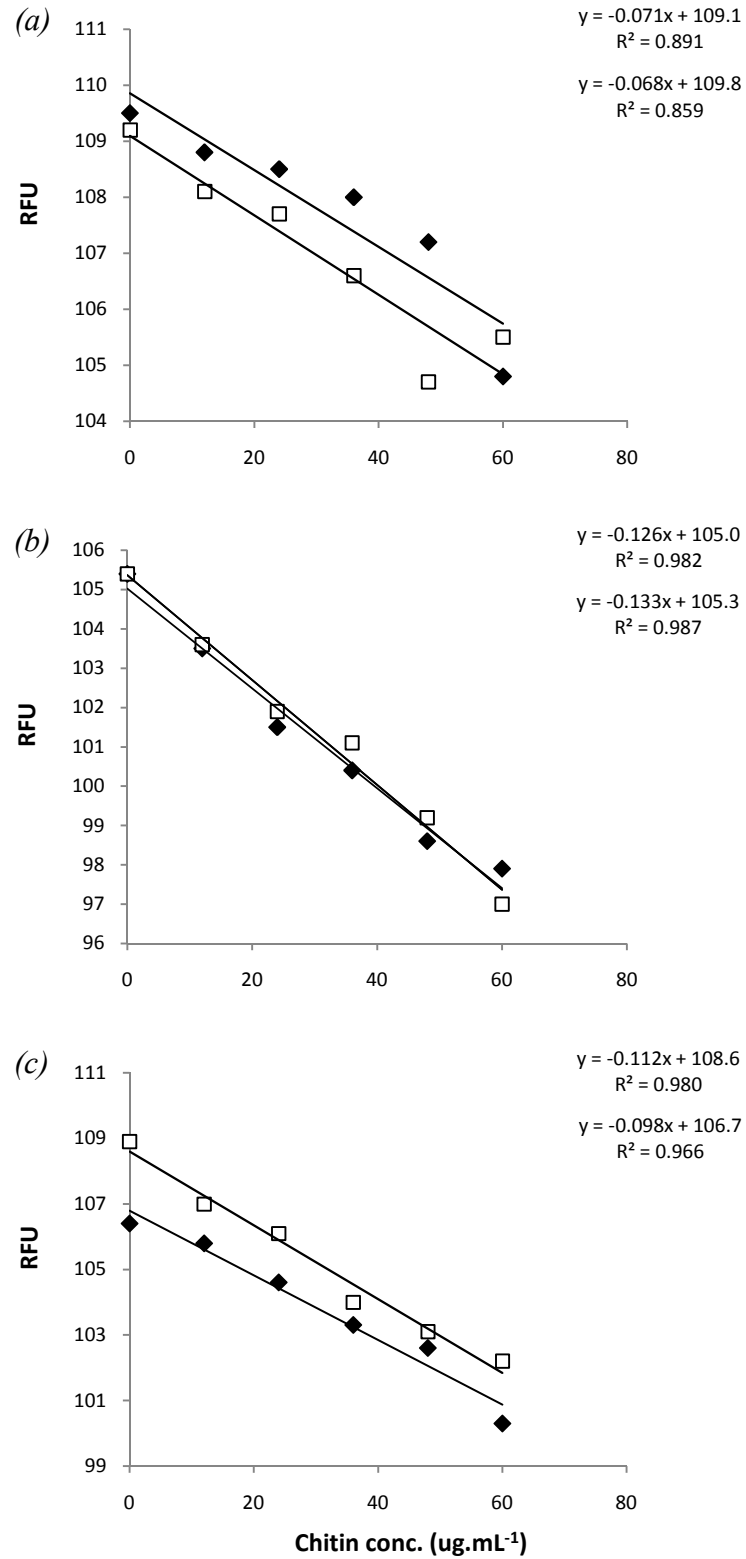 (a)
y = -0.071x + 109.1
R² = 0.891
y = -0.068x + 109.8
R² = 0.859
111
110
109
108
107
106
105
104
RFU
0 20 40 60 80
(b)
y = -0.126x + 105.0
R² = 0.982
y = -0.133x + 105.3
R² = 0.987
106
105
104
103
102
101
100
99
98
97
96
RFU
0 20 40 60 80
(c)
y = -0.112x + 108.6
R² = 0.980
y = -0.098x + 106.7
R² = 0.966
111
109
107
105
103
101
99
RFU
0 20 40 60 80
Chitin conc. (ug.mL⁻¹)